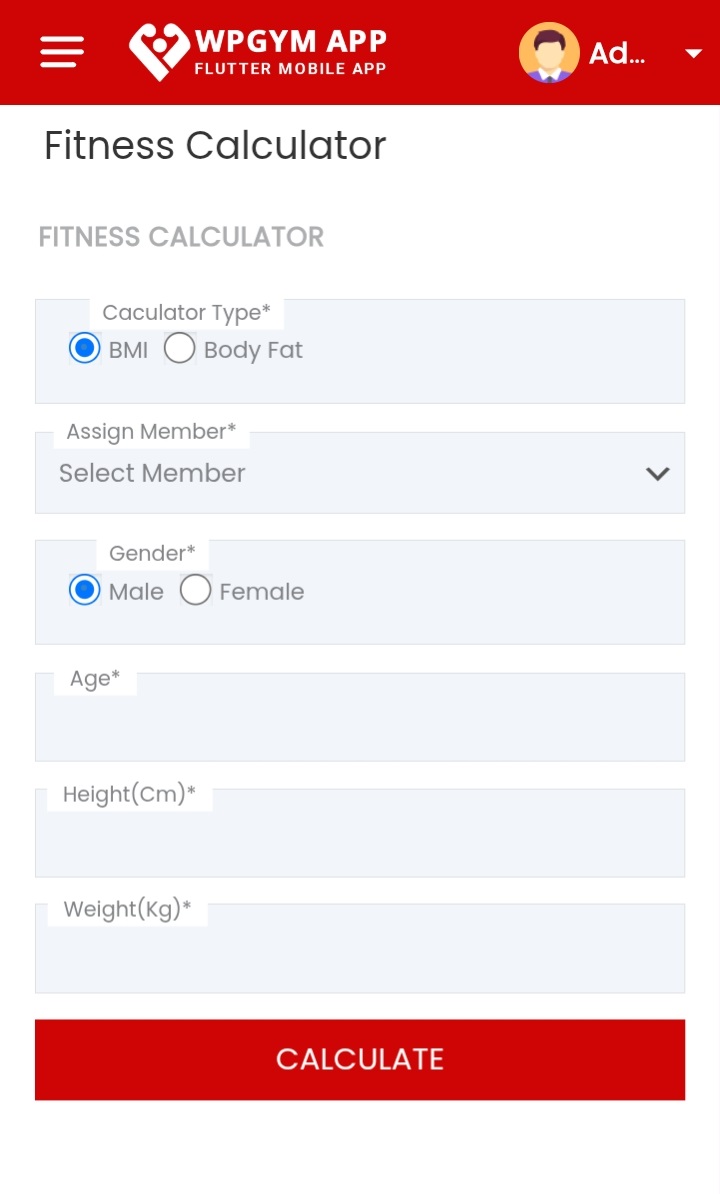 WPGYM APP
FLUTTER MOBILE APP
Ad...
Fitness Calculator
FITNESS CALCULATOR
Caculator Type*
BMI Body Fat
Assign Member*
Select Member
Gender*
Male Female
Age*
Height(Cm)*
Weight(Kg)*
CALCULATE